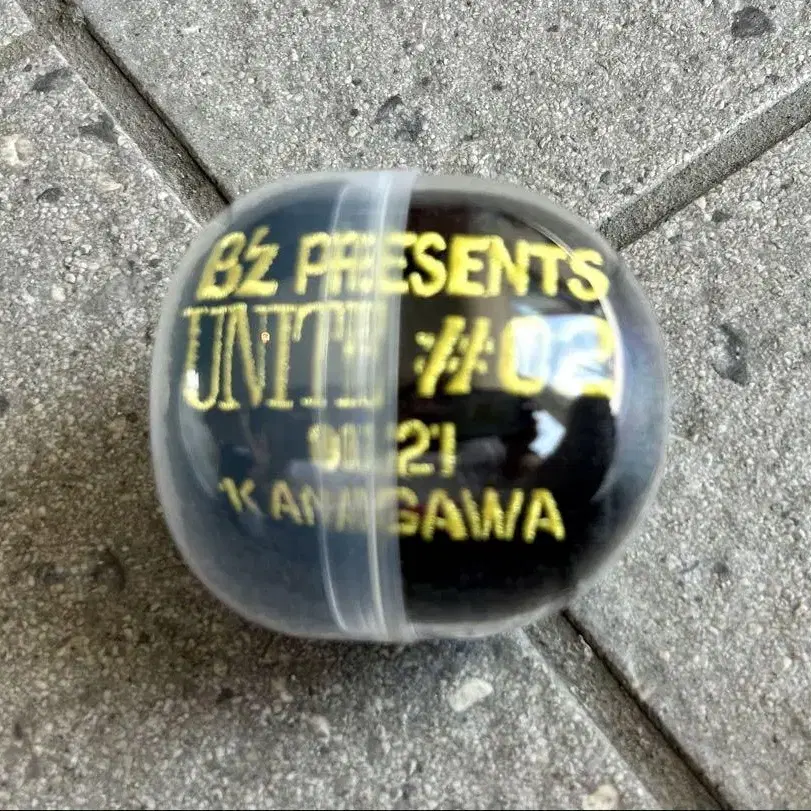 B'z PRESENTS
UNITE #02
KANAGAWA